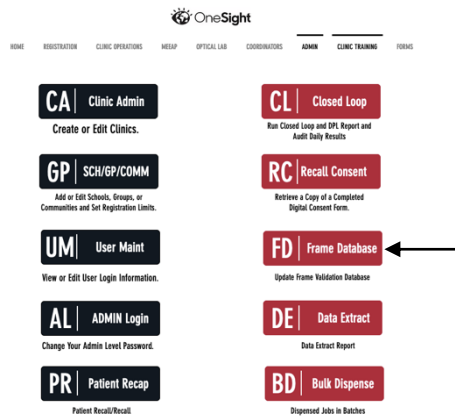 OneSight
HOME REGISTRATION CLINIC OPERATIONS MEEAP OPTICAL LAB COORDINATORS ADMIN CLINIC TRAINING FORMS
CA Clinic Admin
Create or Edit Clinics.
CL Closed Loop
Run Closed Loop and DPL Report and
Audit Daily Results
GP SCH/GP/COMM
Add or Edit Schools, Groups, or
Communities and Set Registration Limits.
RC Recall Consent
Retrieve a Copy of a Completed
Digital Consent Form.
UM User Maint
View or Edit User Login Information.
FD Frame Database
Update Frame Validation Database
AL ADMIN Login
Change Your Admin Level Password.
DE Data Extract
Data Extract Report
PR Patient Recap
Patient Recall/Recall
BD Bulk Dispense
Dispensed Jobs in Batches